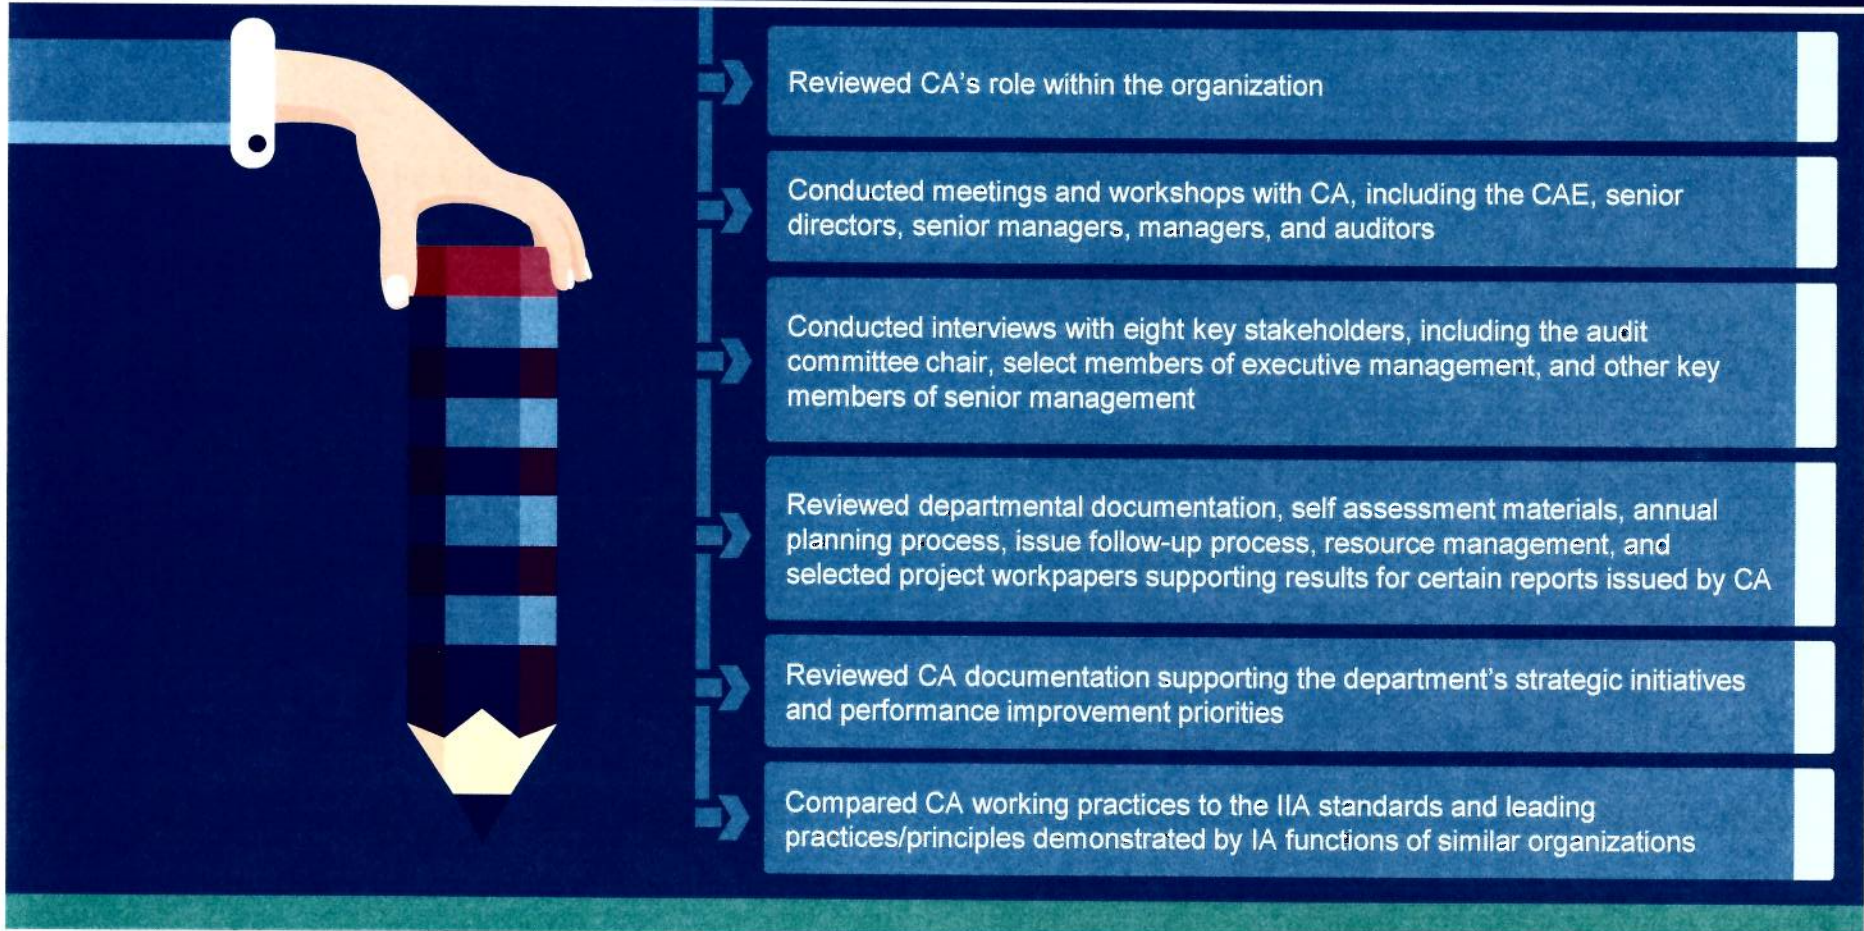 Reviewed CA's role within the organization
Conducted meetings and workshops with CA, including the CAE, senior
directors, senior managers, managers, and auditors
Conducted interviews with eight key stakeholders, including the audit
committee chair, select members of executive management, and other key
members of senior management
Reviewed departmental documentation, self assessment materials, annual
planning process, issue follow-up process, resource management, and
selected project workpapers supporting results for certain reports issued by CA
Reviewed CA documentation supporting the department's strategic initiatives
and performance improvement priorities
Compared CA working practices to the IIA standards and leading
practices/principles demonstrated by IA functions of similar organizations